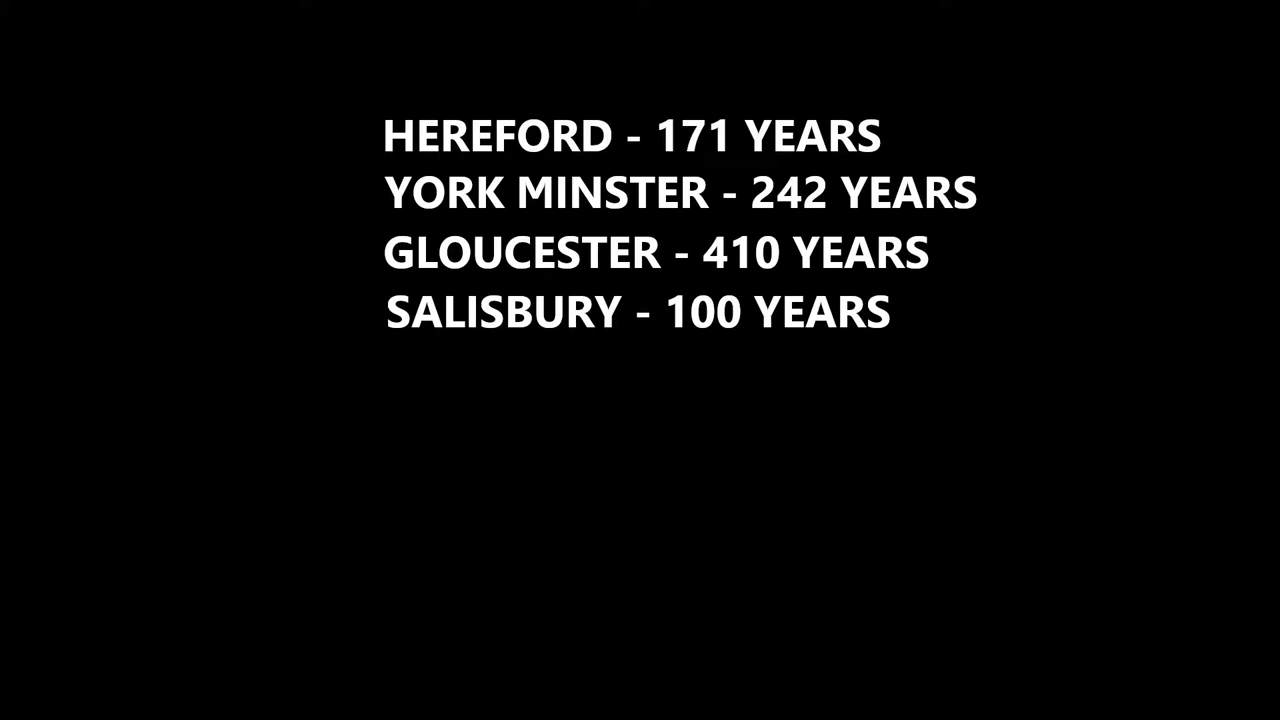 HEREFORD - 171 YEARS
YORK MINSTER - 242 YEARS
GLOUCESTER - 410 YEARS
SALISBURY - 100 YEARS